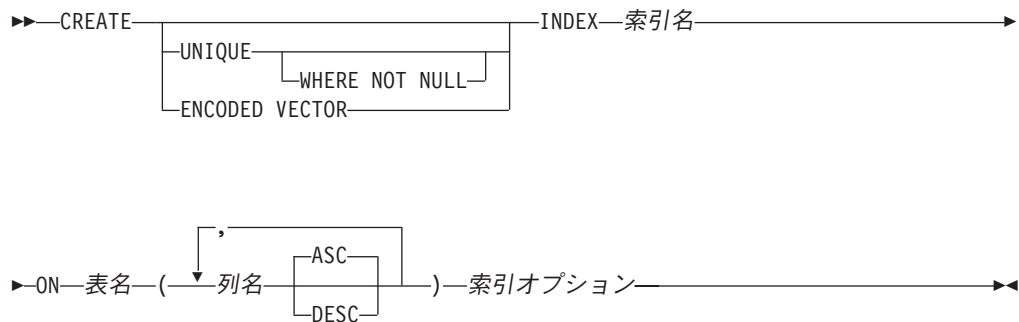 CREATE INDEX 索引名
UNIQUE
WHERE NOT NULL
ENCODED VECTOR
,
ASC
ON 表名 ( 列名 ) 索引オプション
DESC